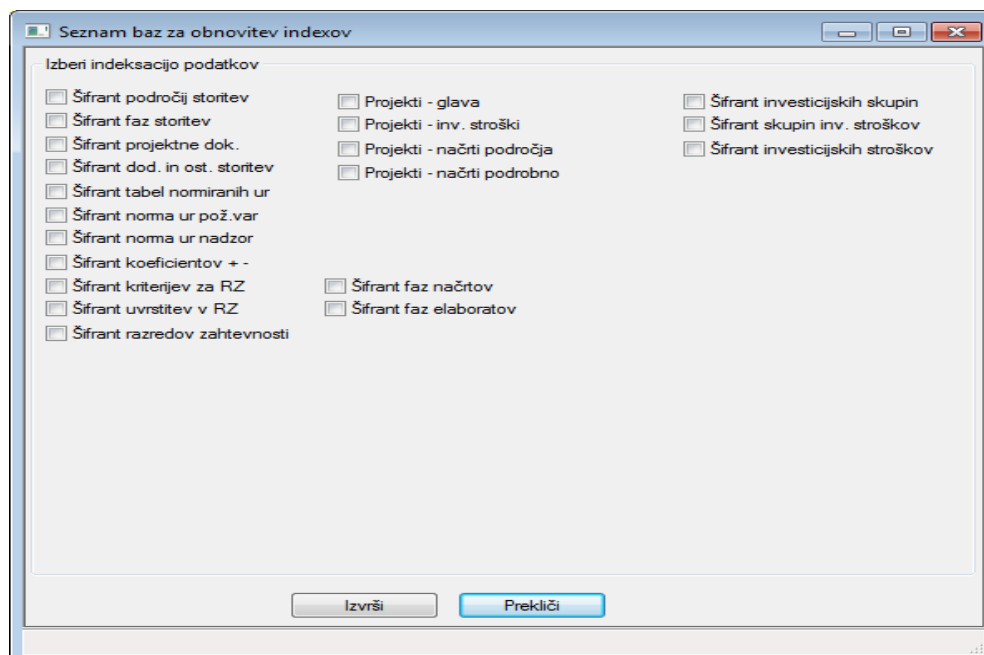 Seznam baz za obnovitev indexov
Izberi indeksacijo podatkov
Šifrant področij storitev
Šifrant faz storitev
Šifrant projektne dok.
Šifrant dod. in ost. storitev
Šifrant tabel normiranih ur
Šifrant norma ur pož.var
Šifrant norma ur nadzor
Šifrant koeficientov + -
Šifrant kriterijev za RZ
Šifrant uvrstitev v RZ
Šifrant razredov zahtevnosti
Projekti - glava
Projekti - inv. stroški
Projekti - načrti področja
Projekti - načrti podrobno
Šifrant faz načrtov
Šifrant faz elaboratov
Šifrant investicijskih skupin
Šifrant skupin inv. stroškov
Šifrant investicijskih stroškov
Izvrši
Prekliči